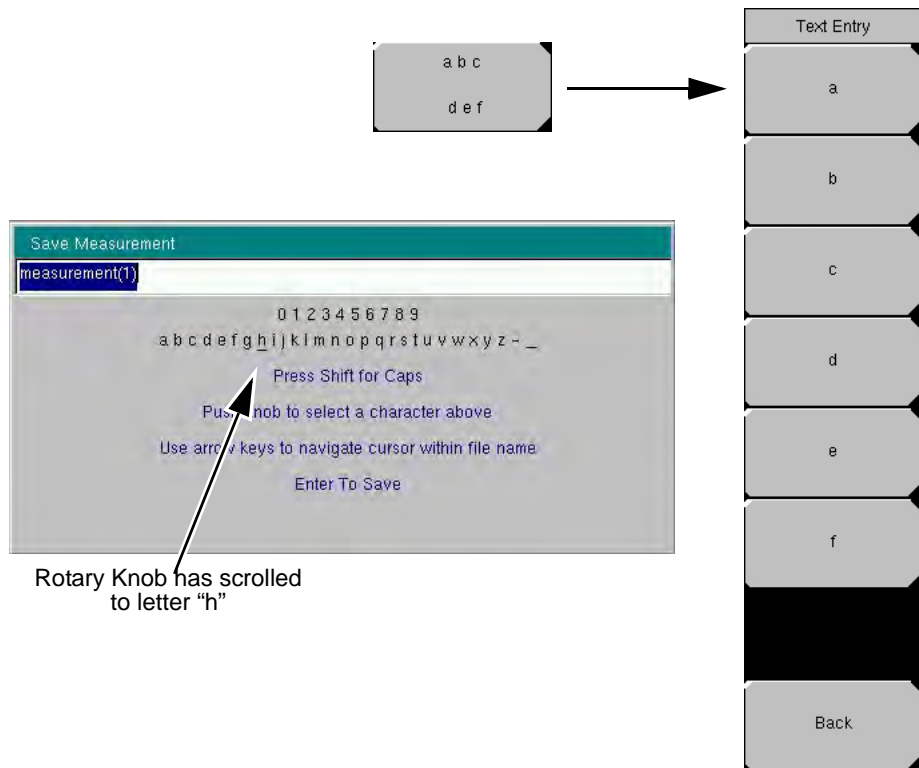 Text Entry
a b c
d e f
a
b
c
d
e
f
Back
Save Measurement
measurement(1)
0 1 2 3 4 5 6 7 8 9
a b c d e f g h i j k l m n o p q r s t u v w x y z - _
Press Shift for Caps
Push Knob to select a character above
Use arrow keys to navigate cursor within file name
Enter To Save
Rotary Knob has scrolled
to letter “h”